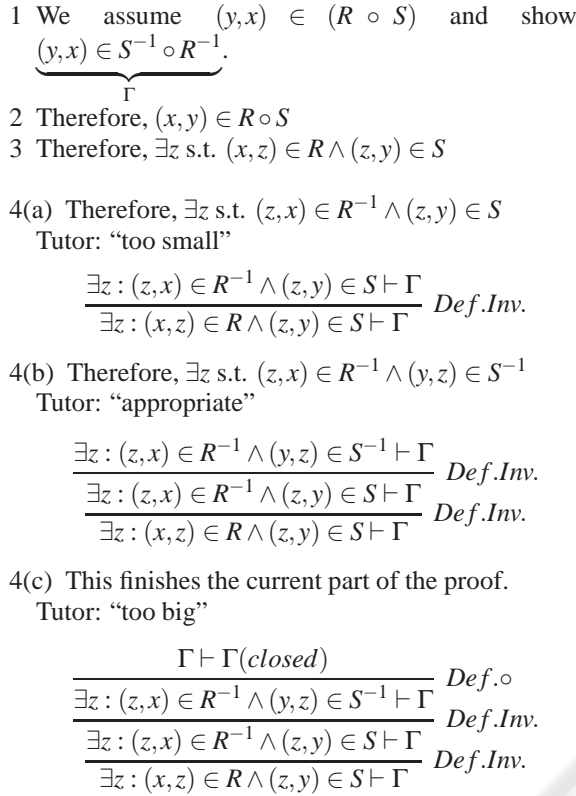 1 We assume (y,x) ∈ (R ∘ S) and show
(y,x) ∈ S⁻¹ ∘ R⁻¹.
Γ
2 Therefore, (x,y) ∈ R ∘ S
3 Therefore, ∃z s.t. (x,z) ∈ R ∧ (z,y) ∈ S
4(a) Therefore, ∃z s.t. (z,x) ∈ R⁻¹ ∧ (z,y) ∈ S
Tutor: “too small”
∃z : (z,x) ∈ R⁻¹ ∧ (z,y) ∈ S ⊢ Γ
Def.Inv.
∃z : (x,z) ∈ R ∧ (z,y) ∈ S ⊢ Γ
4(b) Therefore, ∃z s.t. (z,x) ∈ R⁻¹ ∧ (y,z) ∈ S⁻¹
Tutor: “appropriate”
∃z : (z,x) ∈ R⁻¹ ∧ (y,z) ∈ S⁻¹ ⊢ Γ
Def.Inv.
∃z : (z,x) ∈ R⁻¹ ∧ (z,y) ∈ S ⊢ Γ
Def.Inv.
∃z : (x,z) ∈ R ∧ (z,y) ∈ S ⊢ Γ
4(c) This finishes the current part of the proof.
Tutor: “too big”
Γ ⊢ Γ(closed)
Def.∘
∃z : (z,x) ∈ R⁻¹ ∧ (y,z) ∈ S⁻¹ ⊢ Γ
Def.Inv.
∃z : (z,x) ∈ R⁻¹ ∧ (z,y) ∈ S ⊢ Γ
Def.Inv.
∃z : (x,z) ∈ R ∧ (z,y) ∈ S ⊢ Γ